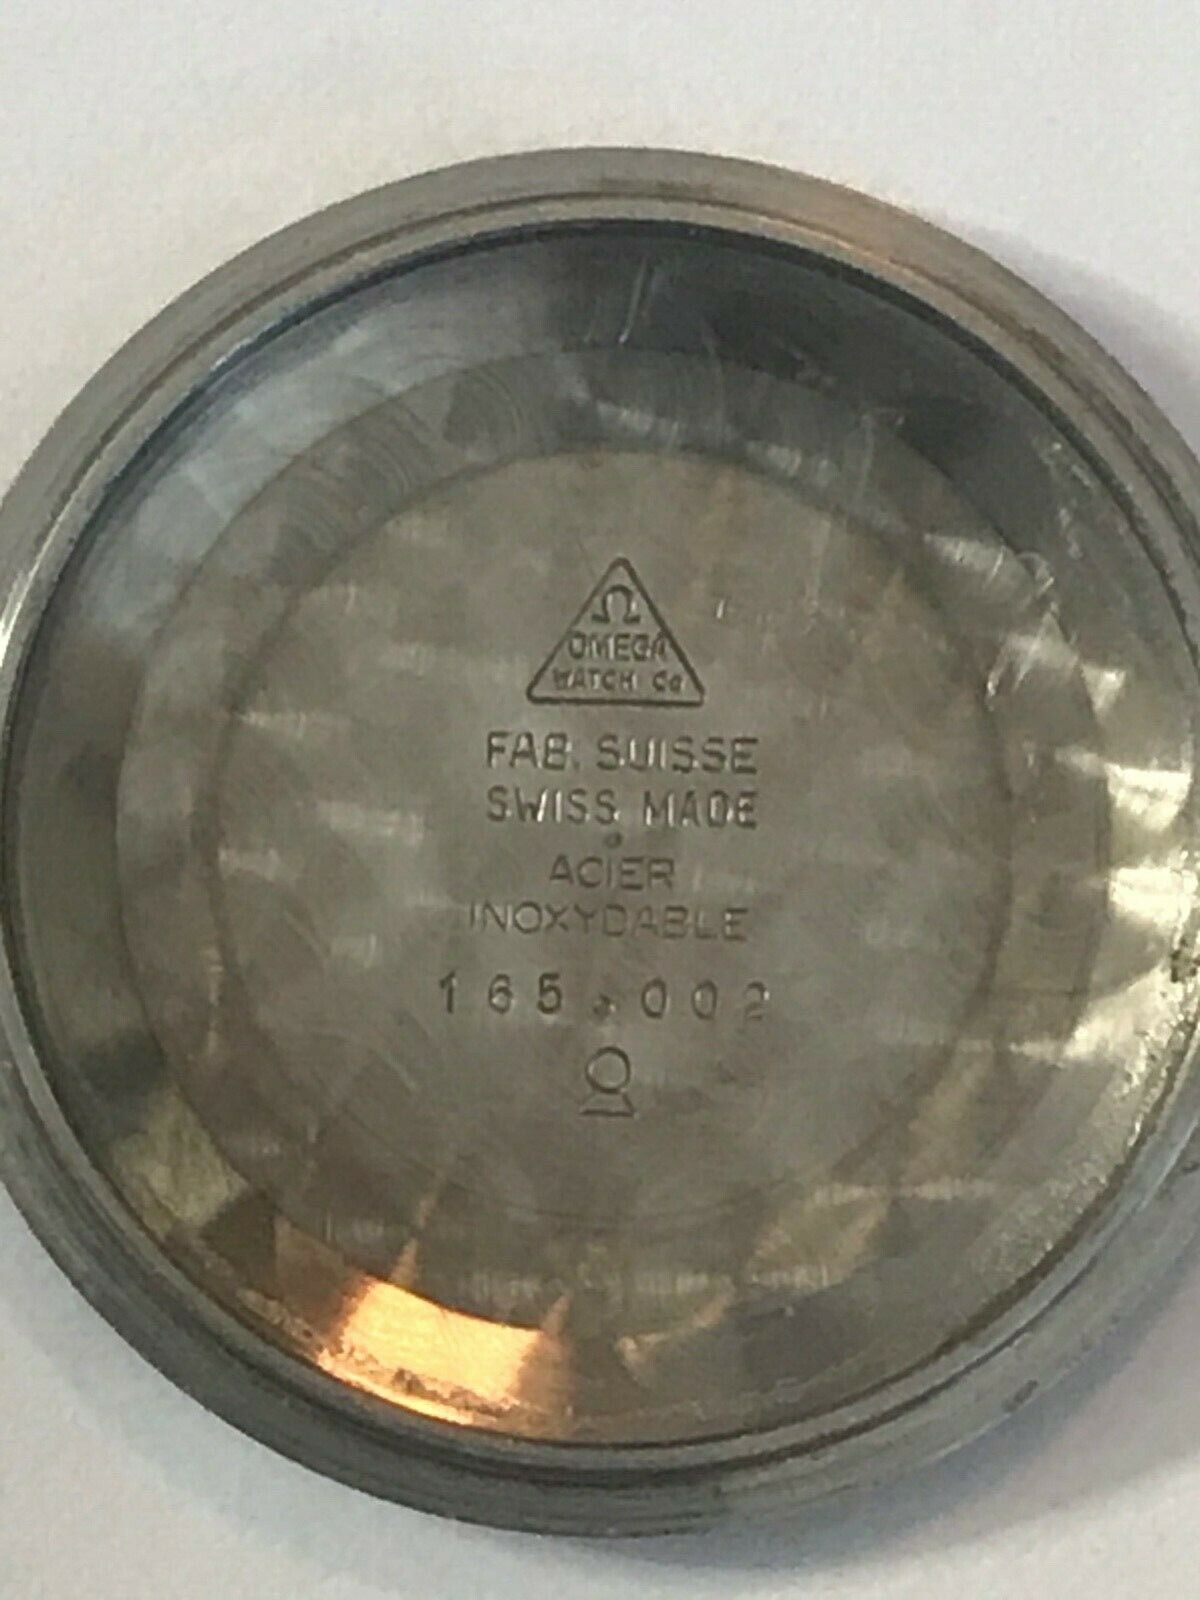 Ω
OMEGA
WATCH Co
FAB. SUISSE
SWISS MADE
ACIER
INOXYDABLE
165.002